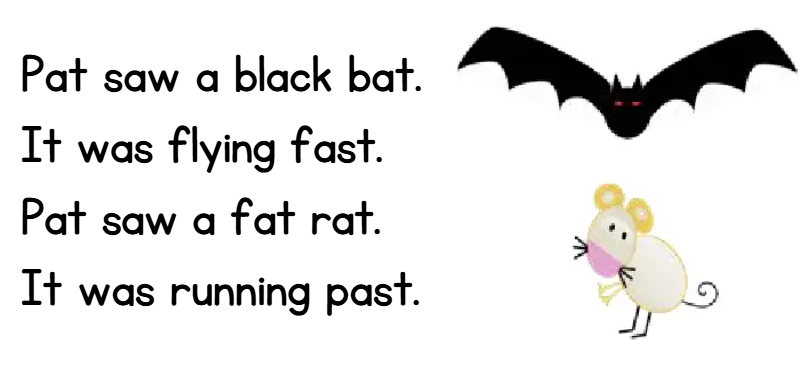 Pat saw a black bat.
It was flying fast.
Pat saw a fat rat.
It was running past.